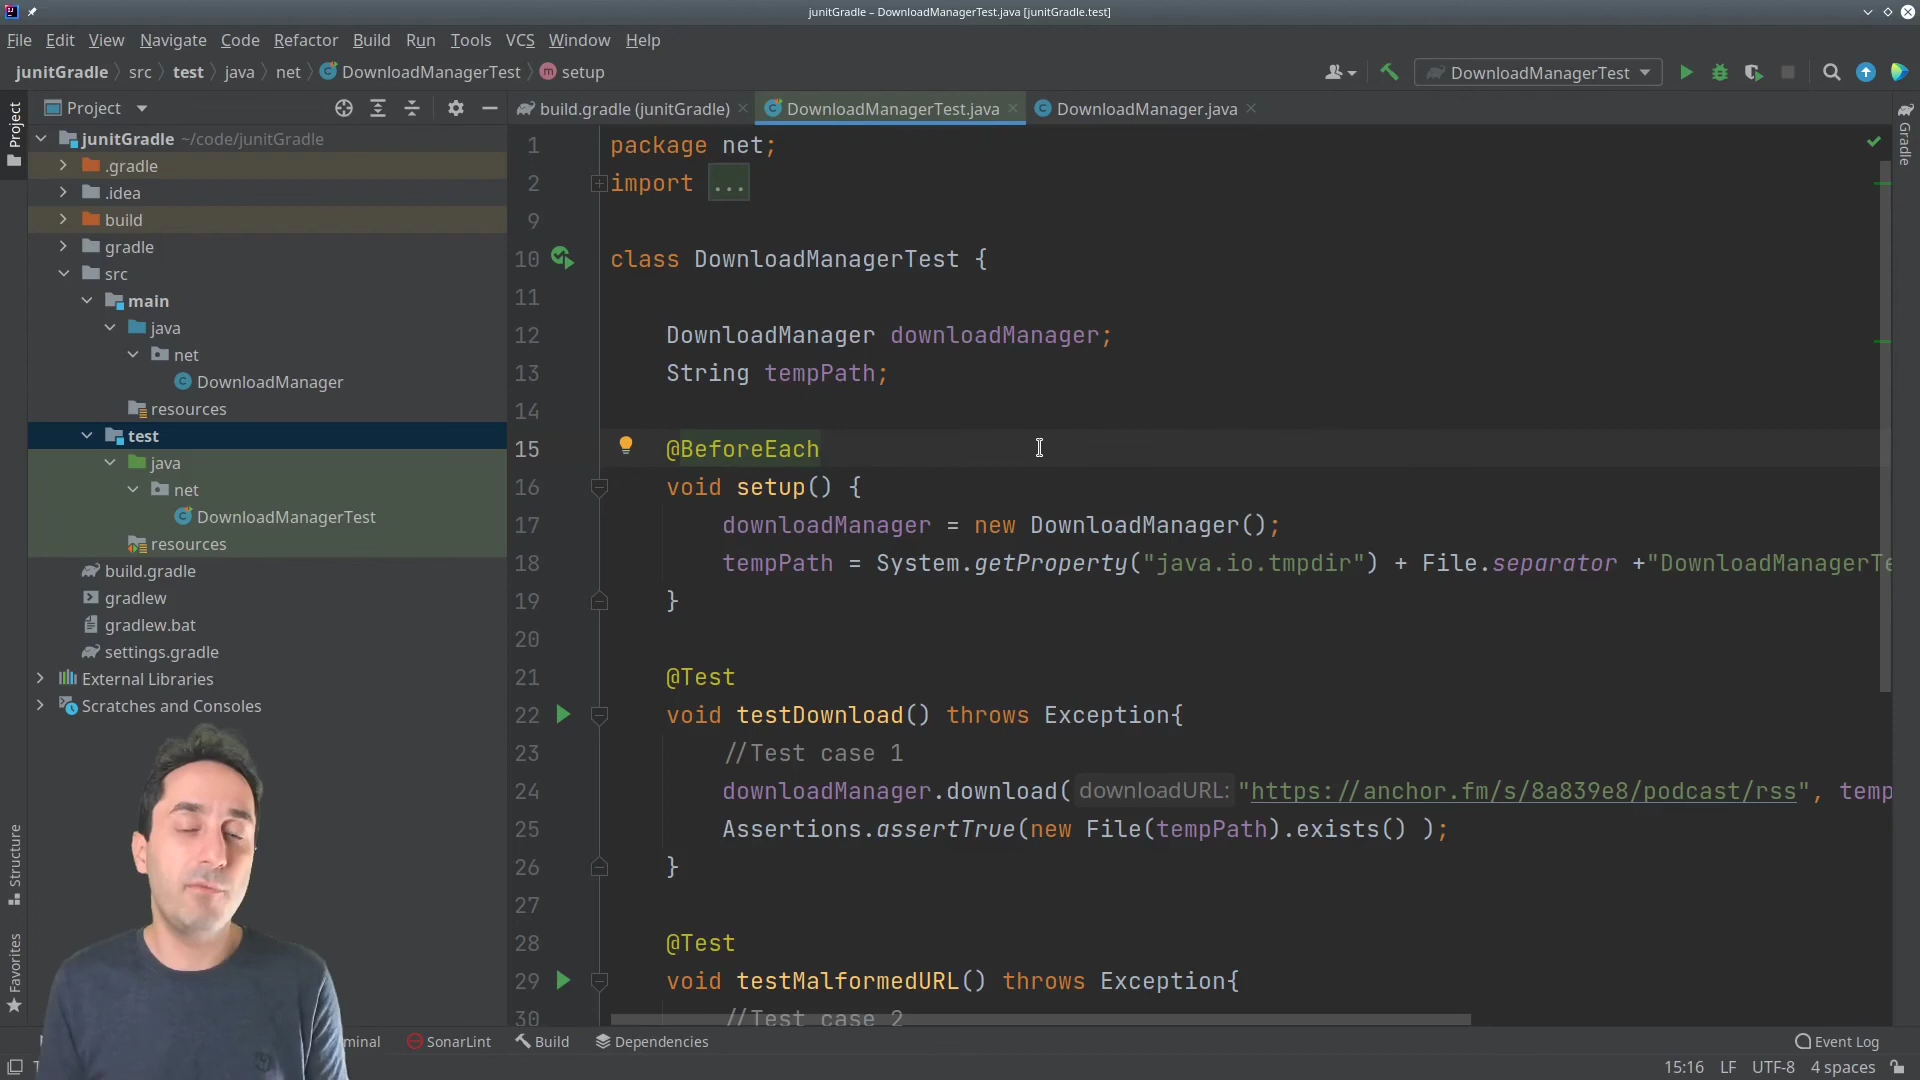 junitGradle – DownloadManagerTest.java [junitGradle.test]
File Edit View Navigate Code Refactor Build Run Tools VCS Window Help
junitGradle src test java net DownloadManagerTest setup
DownloadManagerTest
Project
build.gradle (junitGradle) DownloadManagerTest.java DownloadManager.java
Project
Gradle
junitGradle ~/code/junitGradle
.gradle
.idea
build
gradle
src
main
java
net
DownloadManager
resources
test
java
net
DownloadManagerTest
resources
build.gradle
gradlew
gradlew.bat
settings.gradle
External Libraries
Scratches and Consoles
Structure
Favorites
1 package net;
2 import ...
9
10 class DownloadManagerTest {
11
12 DownloadManager downloadManager;
13 String tempPath;
14
15 @BeforeEach
16 void setup() {
17 downloadManager = new DownloadManager();
18 tempPath = System.getProperty("java.io.tmpdir") + File.separator +"DownloadManagerTe
19 }
20
21 @Test
22 void testDownload() throws Exception{
23 //Test case 1
24 downloadManager.download( downloadURL: "https://anchor.fm/s/8a839e8/podcast/rss", temp
25 Assertions.assertTrue(new File(tempPath).exists() );
26 }
27
28 @Test
29 void testMalformedURL() throws Exception{
30 //Test case 2
minal SonarLint Build Dependencies Event Log
15:16 LF UTF-8 4 spaces